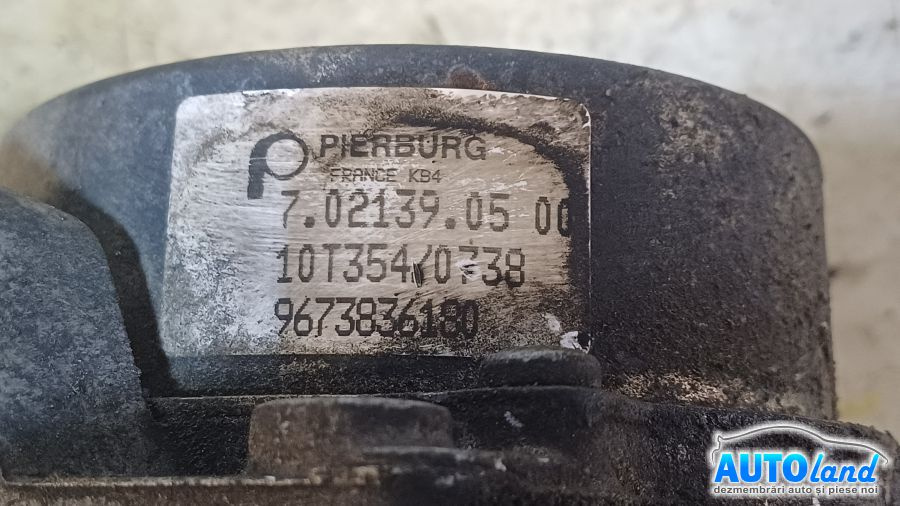 PIERBURG
FRANCE KB4
7.02139.05 00
10T354/0738
9673836180
AUTOland
dezmembrări auto și piese noi